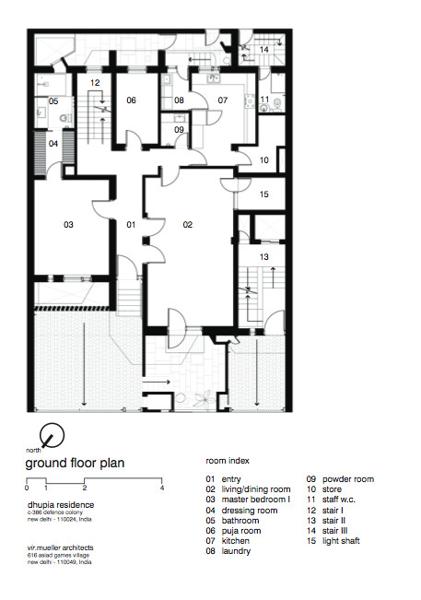 14
12
05
06
08
07
11
09
04
10
15
03
01
02
13
north
ground floor plan
0 1 2 4
dhupia residence
c-386 defence colony
new delhi - 110024, India
vir.mueller architects
616 asiad games village
new delhi - 110049, India
room index
01 entry
02 living/dining room
03 master bedroom I
04 dressing room
05 bathroom
06 puja room
07 kitchen
08 laundry
09 powder room
10 store
11 staff w.c.
12 stair I
13 stair II
14 stair III
15 light shaft